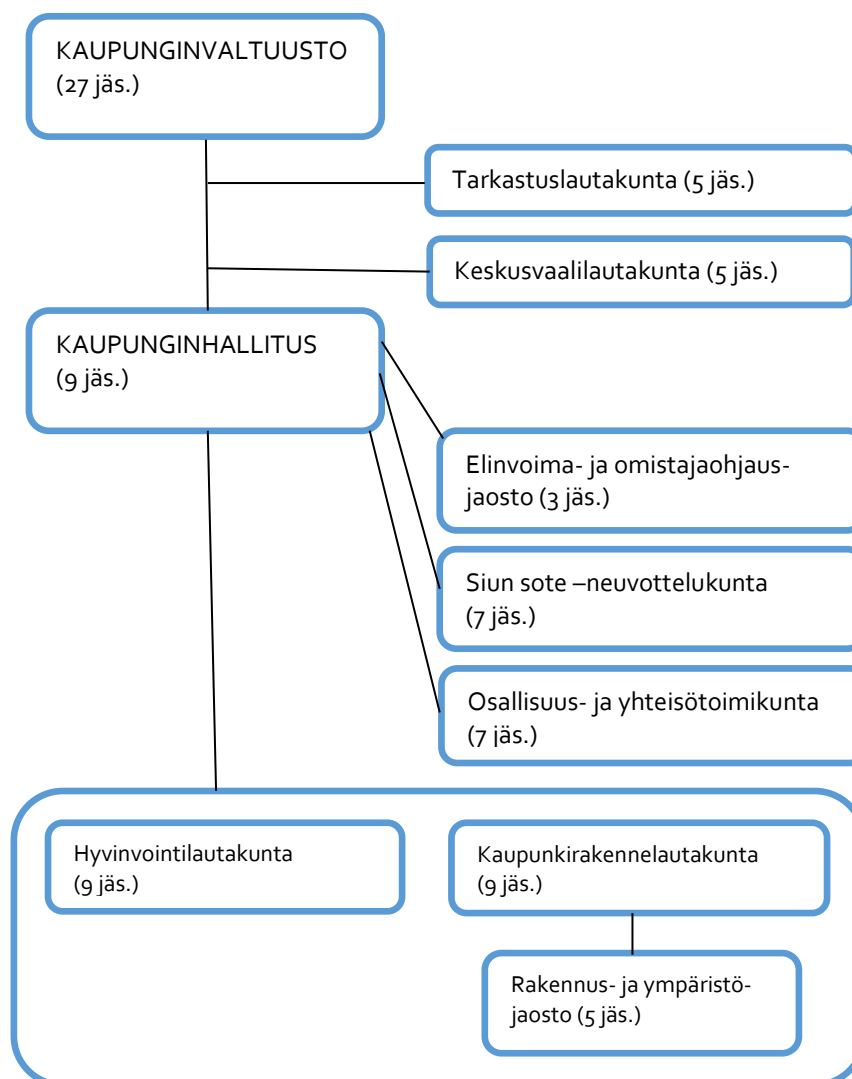 KAUPUNGINVALTUUSTO
(27 jäs.)
Tarkastuslautakunta (5 jäs.)
Keskusvaalilautakunta (5 jäs.)
KAUPUNGINHALLITUS
(9 jäs.)
Elinvoima- ja omistajaohjaus-
jaosto (3 jäs.)
Siun sote –neuvottelukunta
(7 jäs.)
Osallisuus- ja yhteisötoimikunta
(7 jäs.)
Hyvinvointilautakunta
(9 jäs.)
Kaupunkirakennelautakunta
(9 jäs.)
Rakennus- ja ympäristö-
jaosto (5 jäs.)